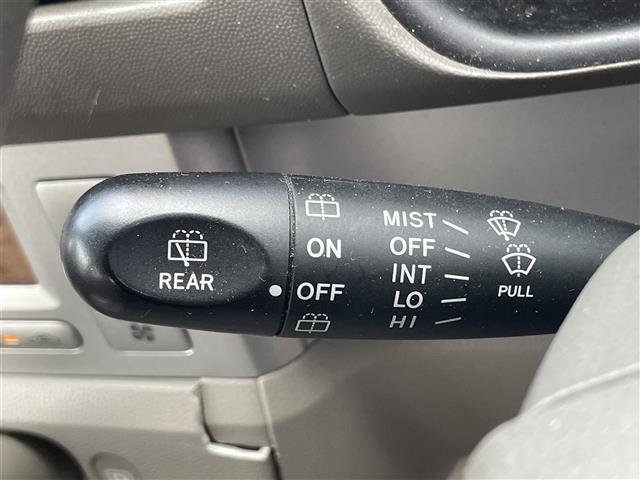 REAR
ON
OFF
MIST
OFF
INT
LO
HI
PULL